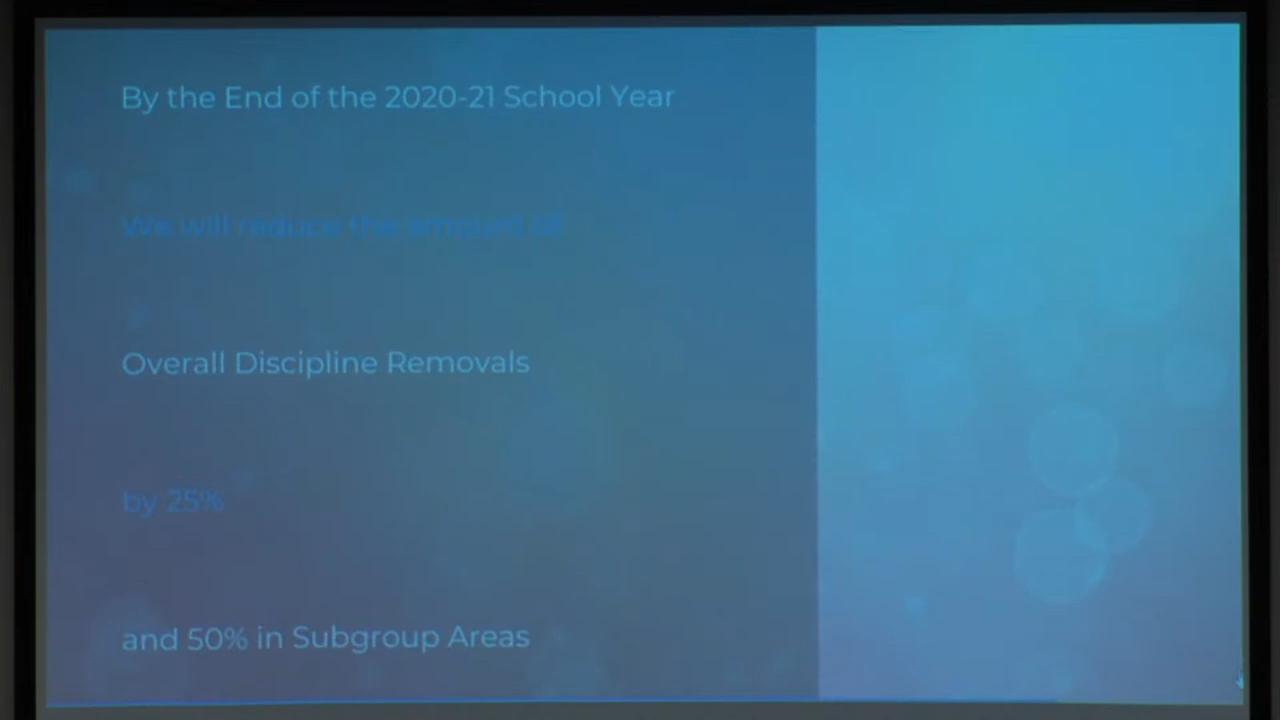 By the End of the 2020-21 School Year
We will reduce the amount of
Overall Discipline Removals
by 25%
and 50% in Subgroup Areas